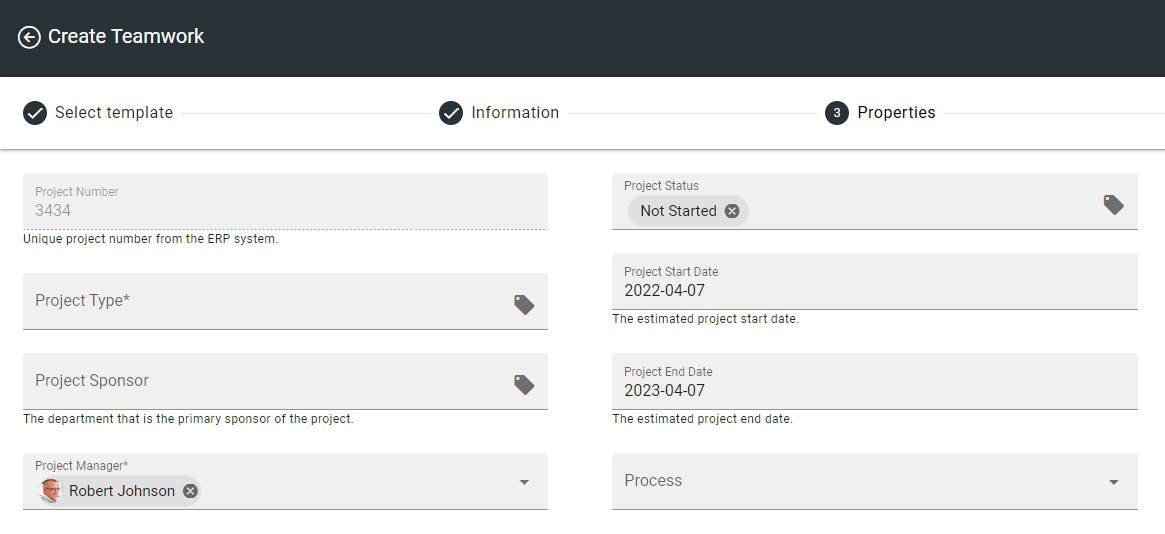 Create Teamwork
Select template
Information
3
Properties
Project Number
3434
Unique project number from the ERP system.
Project Type*
Project Sponsor
The department that is the primary sponsor of the project.
Project Manager*
Robert Johnson
Project Status
Not Started
Project Start Date
2022-04-07
The estimated project start date.
Project End Date
2023-04-07
The estimated project end date.
Process